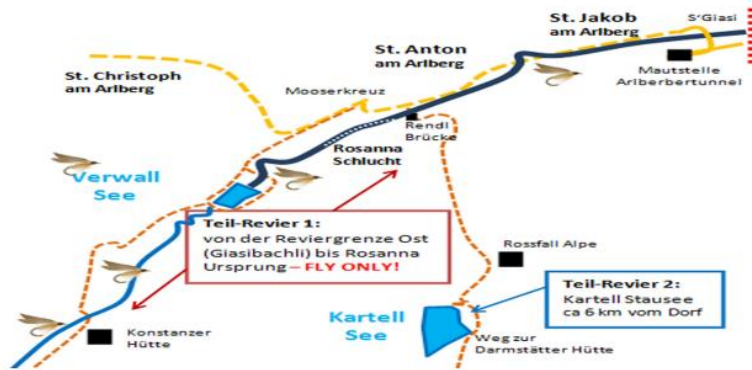 S'Giasi
St. Jakob
am Arlberg
St. Anton
am Arlberg
St. Christoph
am Arlberg
Mautstelle
Arlberbertunnel
Mooserkreuz
Rendl
Brücke
Rosanna
Schlucht
Verwall
See
Teil-Revier 1:
von der Reviergrenze Ost
(Giasibachli) bis Rosanna
Ursprung – FLY ONLY!
Rossfall Alpe
Teil-Revier 2:
Kartell Stausee
ca 6 km vom Dorf
Kartell
See
Konstanzer
Hütte
Weg zur
Darmstätter Hütte